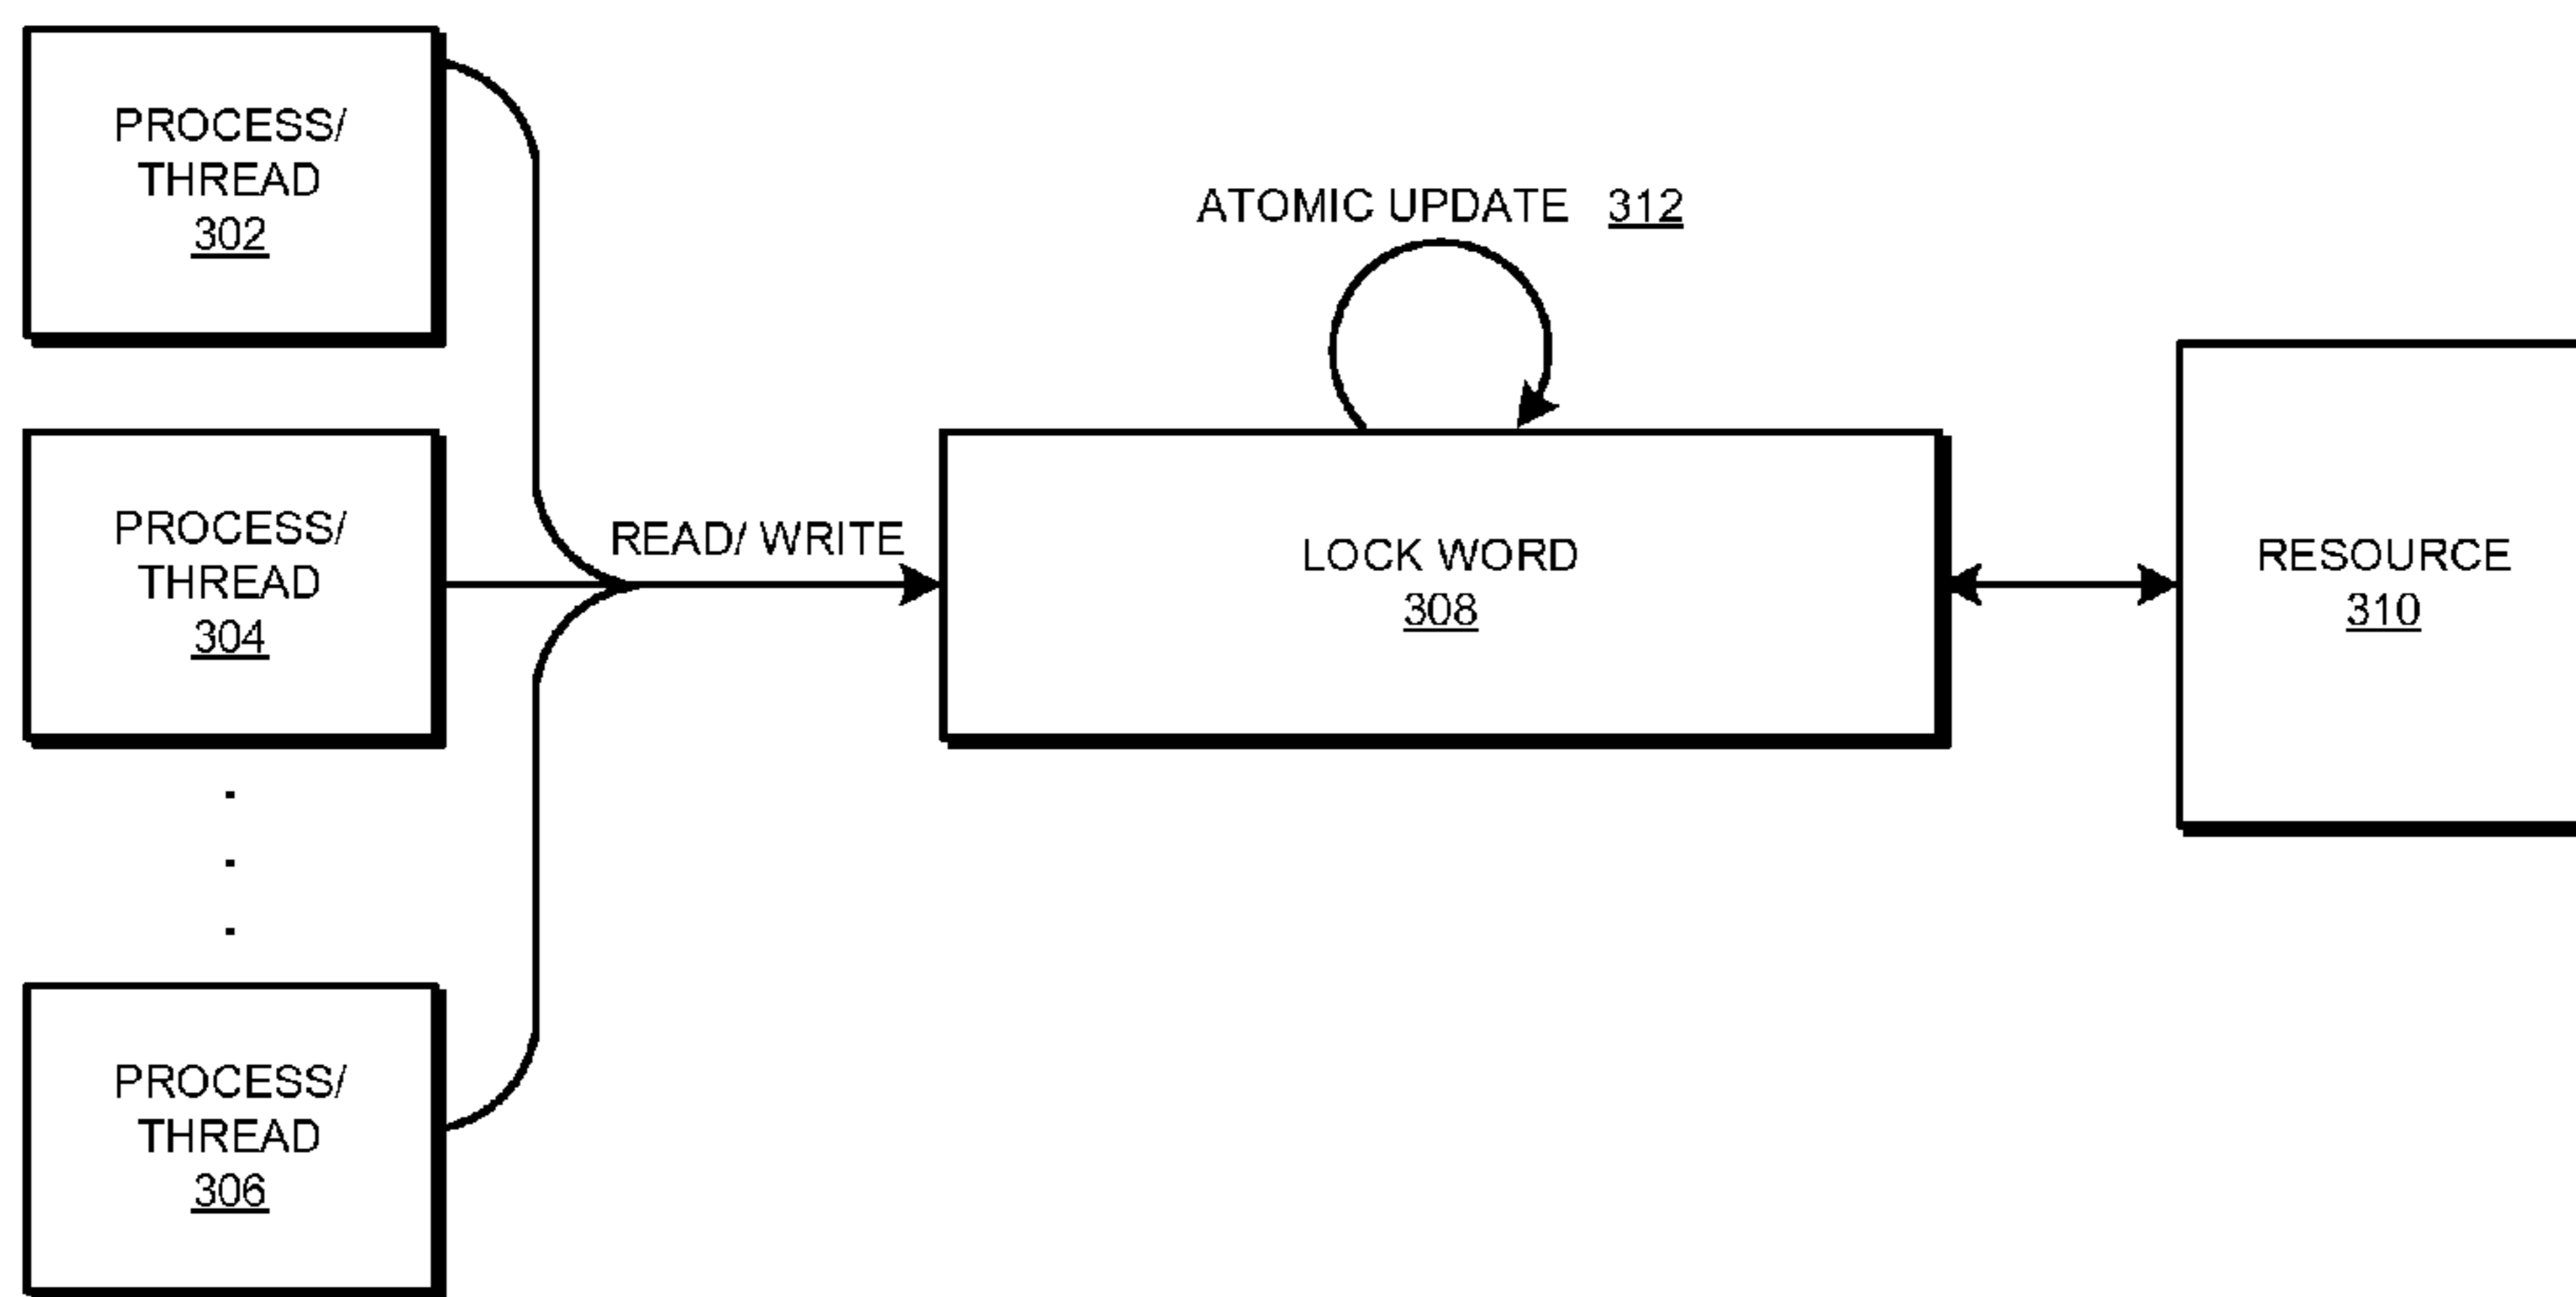 PROCESS/
THREAD
302
ATOMIC UPDATE 312
PROCESS/
THREAD
304
READ/ WRITE
LOCK WORD
308
RESOURCE
310
PROCESS/
THREAD
306